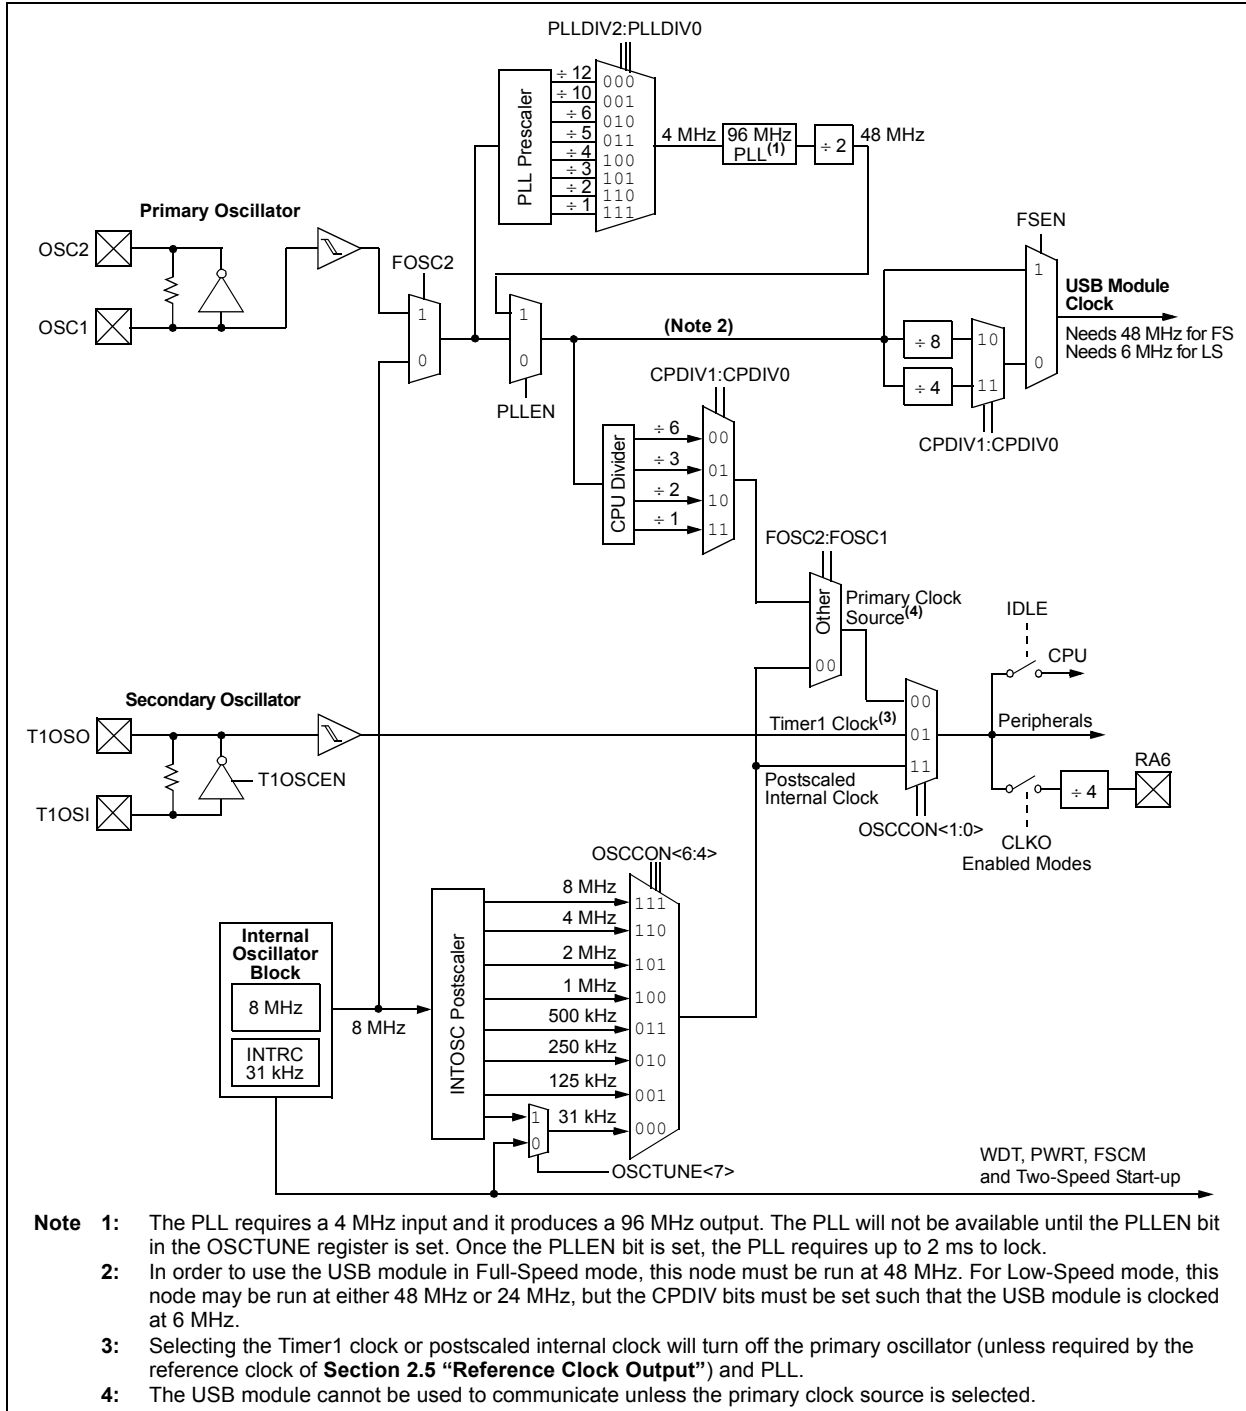 PLLDIV2:PLLDIV0
PLL Prescaler
÷ 12
÷ 10
÷ 6
÷ 5
÷ 4
÷ 3
÷ 2
÷ 1
000
001
010
011
100
101
110
111
4 MHz
96 MHz
PLL(1)
÷ 2
48 MHz
Primary Oscillator
OSC2
OSC1
FOSC2
1
0
1
0
PLLEN
(Note 2)
FSEN
1
0
USB Module
Clock
Needs 48 MHz for FS
Needs 6 MHz for LS
÷ 8
÷ 4
10
11
CPDIV1:CPDIV0
CPDIV1:CPDIV0
CPU Divider
÷ 6
÷ 3
÷ 2
÷ 1
00
01
10
11
FOSC2:FOSC1
Other
00
Primary Clock
Source(4)
IDLE
CPU
Peripherals
RA6
÷ 4
CLKO
Enabled Modes
Secondary Oscillator
T1OSO
T1OSI
T1OSCEN
Timer1 Clock(3)
Postscaled
Internal Clock
00
01
11
OSCCON<1:0>
OSCCON<6:4>
Internal
Oscillator
Block
8 MHz
INTRC
31 kHz
8 MHz
INTOSC Postscaler
8 MHz
4 MHz
2 MHz
1 MHz
500 kHz
250 kHz
125 kHz
31 kHz
111
110
101
100
011
010
001
000
1
0
OSCTUNE<7>
WDT, PWRT, FSCM
and Two-Speed Start-up
Note 1: The PLL requires a 4 MHz input and it produces a 96 MHz output. The PLL will not be available until the PLLEN bit
in the OSCTUNE register is set. Once the PLLEN bit is set, the PLL requires up to 2 ms to lock.
2: In order to use the USB module in Full-Speed mode, this node must be run at 48 MHz. For Low-Speed mode, this
node may be run at either 48 MHz or 24 MHz, but the CPDIV bits must be set such that the USB module is clocked
at 6 MHz.
3: Selecting the Timer1 clock or postscaled internal clock will turn off the primary oscillator (unless required by the
reference clock of Section 2.5 “Reference Clock Output”) and PLL.
4: The USB module cannot be used to communicate unless the primary clock source is selected.